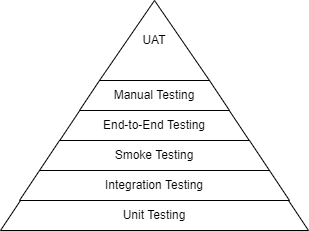 UAT
Manual Testing
End-to-End Testing
Smoke Testing
Integration Testing
Unit Testing